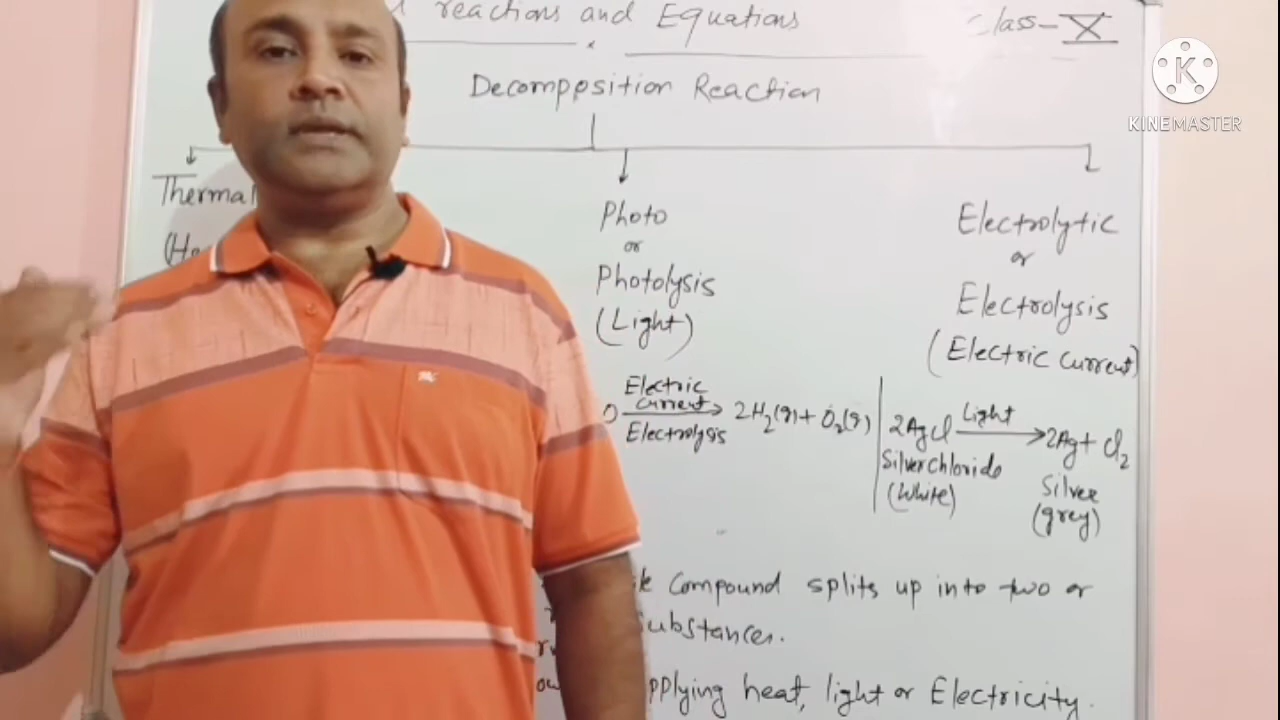 reactions and Equations
Class-X
KINEMASTER
Decomposition Reaction
Thermal
Photo
or
Photolysis
(Light)
Electrolytic
or
Electrolysis
(Electric current)
O Electric current Electrolysis → 2H₂(g) + O₂(g)
2AgCl Light → 2Ag + Cl₂
Silver chloride
(White)
Silver
(grey)
Compound splits up into two or
Substances.
applying heat, light or Electricity.